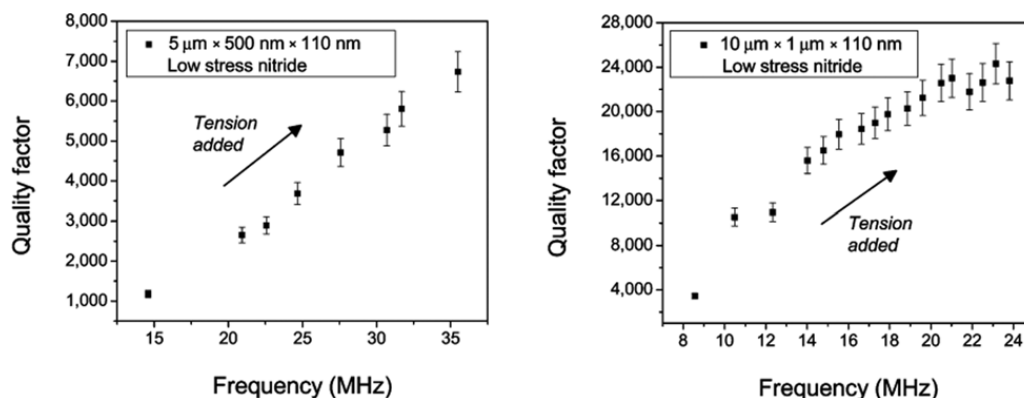 8,000
7,000
6,000
5,000
4,000
3,000
2,000
1,000
Quality factor
5 μm × 500 nm × 110 nm
Low stress nitride
Tension
added
15 20 25 30 35
Frequency (MHz)
28,000
24,000
20,000
16,000
12,000
8,000
4,000
Quality factor
10 μm × 1 μm × 110 nm
Low stress nitride
Tension
added
8 10 12 14 16 18 20 22 24
Frequency (MHz)